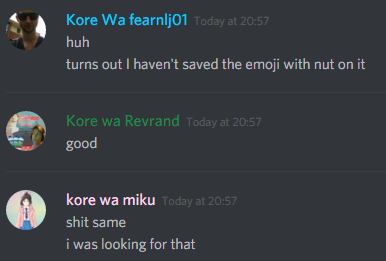 Kore Wa fearnlj01 Today at 20:57
huh
turns out I haven't saved the emoji with nut on it
Kore wa Revrand Today at 20:57
good
kore wa miku Today at 20:57
shit same
i was looking for that